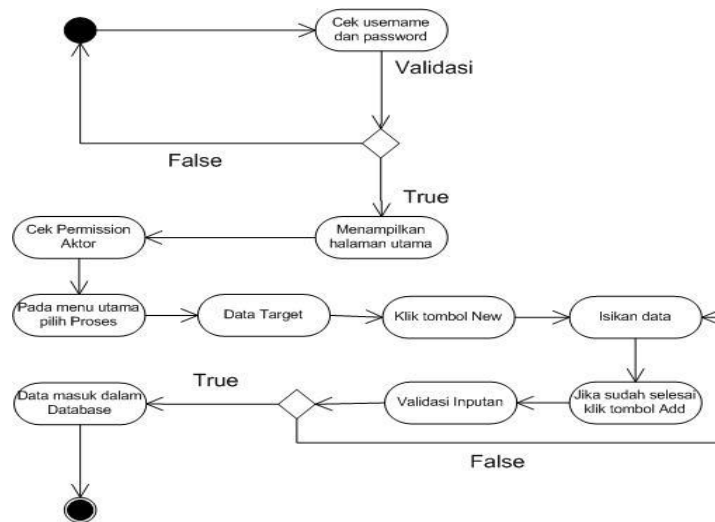 Cek username
dan password
Validasi
False
True
Menampilkan
halaman utama
Cek Permission
Aktor
Pada menu utama
pilih Proses
Data Target
Klik tombol New
Isikan data
Jika sudah selesai
klik tombol Add
Validasi Inputan
True
False
Data masuk dalam
Database